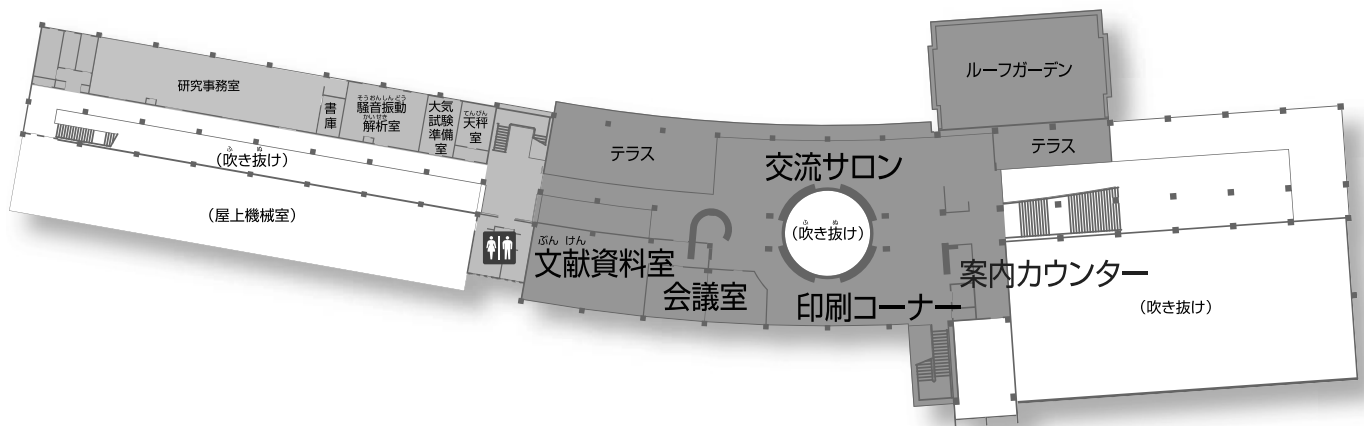 研究事務室
書庫
そうおんしんどう
騒音振動
かいせき
解析室
大気
試験
準備室
てんびん
天秤室
ふ ぬ
(吹き抜け)
(屋上機械室)
テラス
交流サロン
ふ ぬ
(吹き抜け)
ぶん けん
文献資料室
会議室
印刷コーナー
案内カウンター
ルーフガーデン
テラス
(吹き抜け)